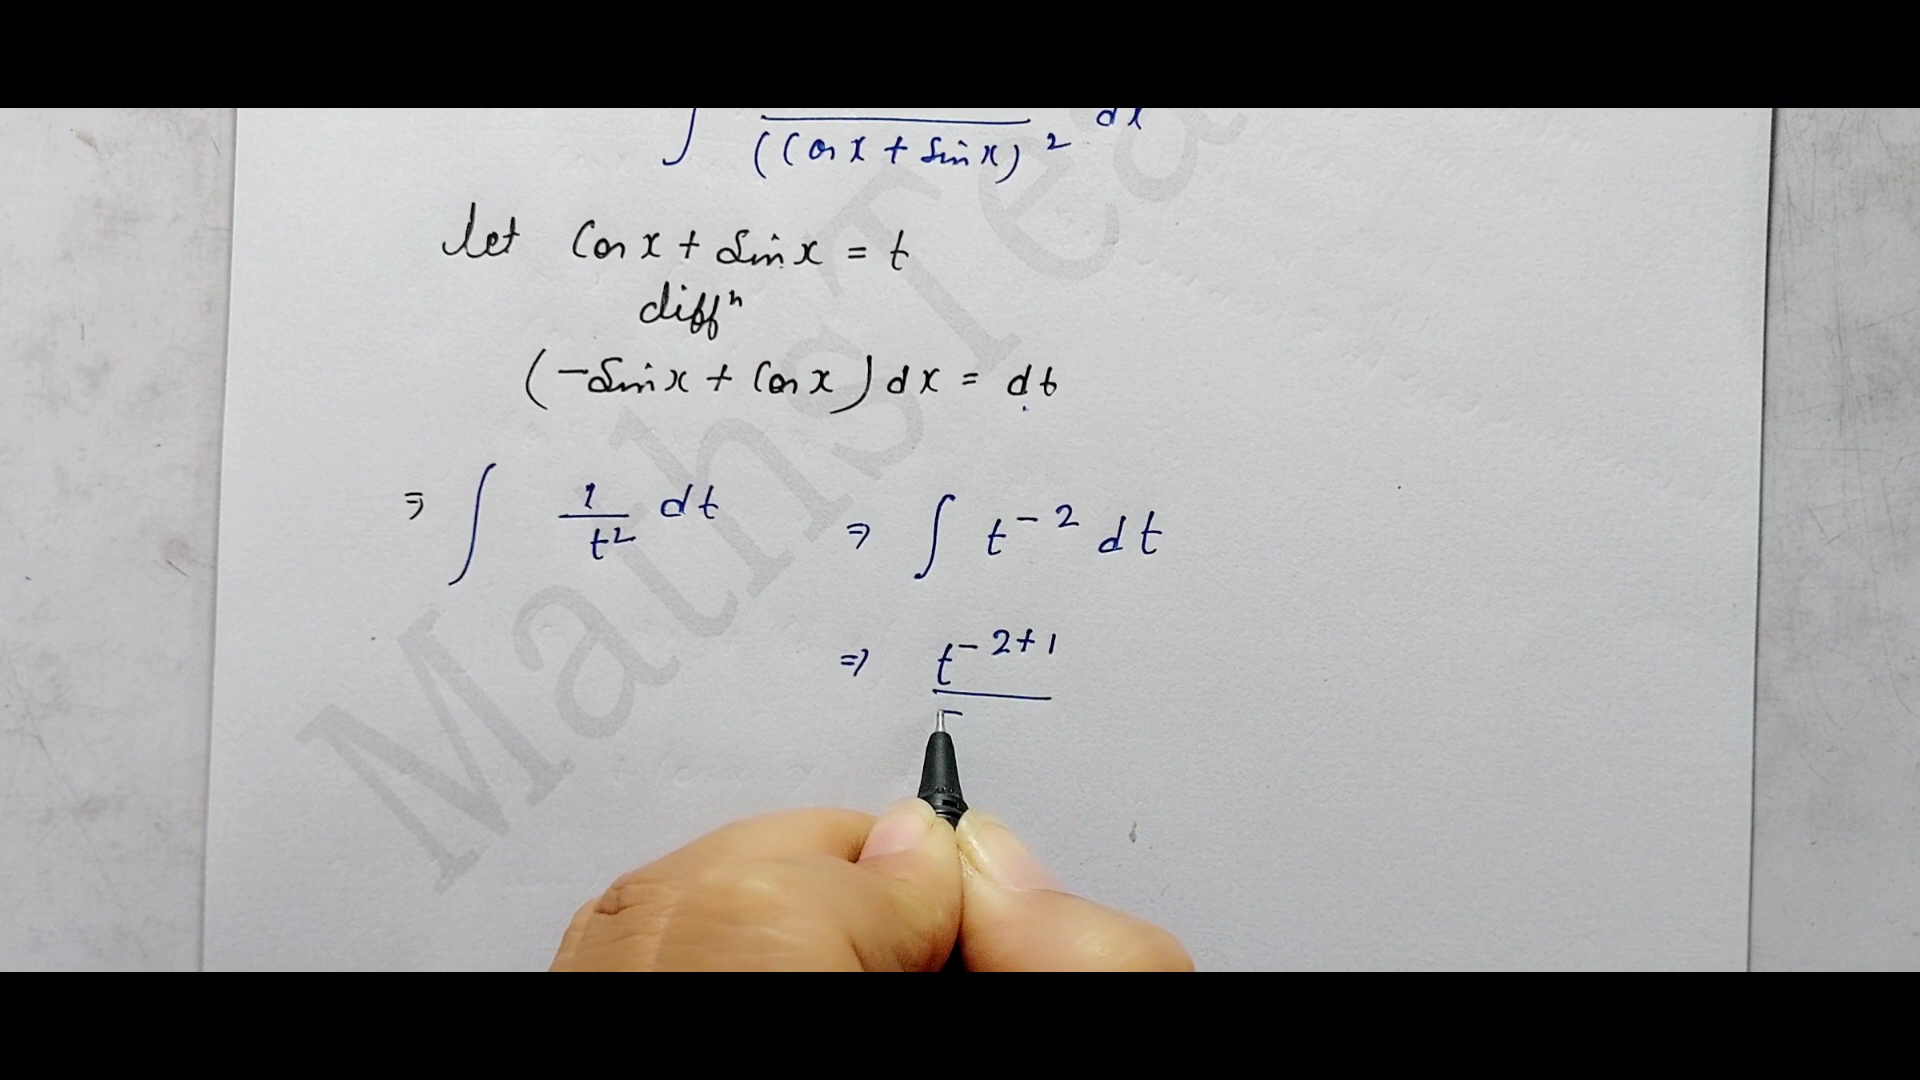 ∫ —— dx
(Cos x + Sin x)²
let Cos x + Sin x = t
diffⁿ
(-Sin x + Cos x) dx = dt
⇒ ∫ 1/t² dt ⇒ ∫ t⁻² dt
⇒ t⁻²⁺¹
MathsTea